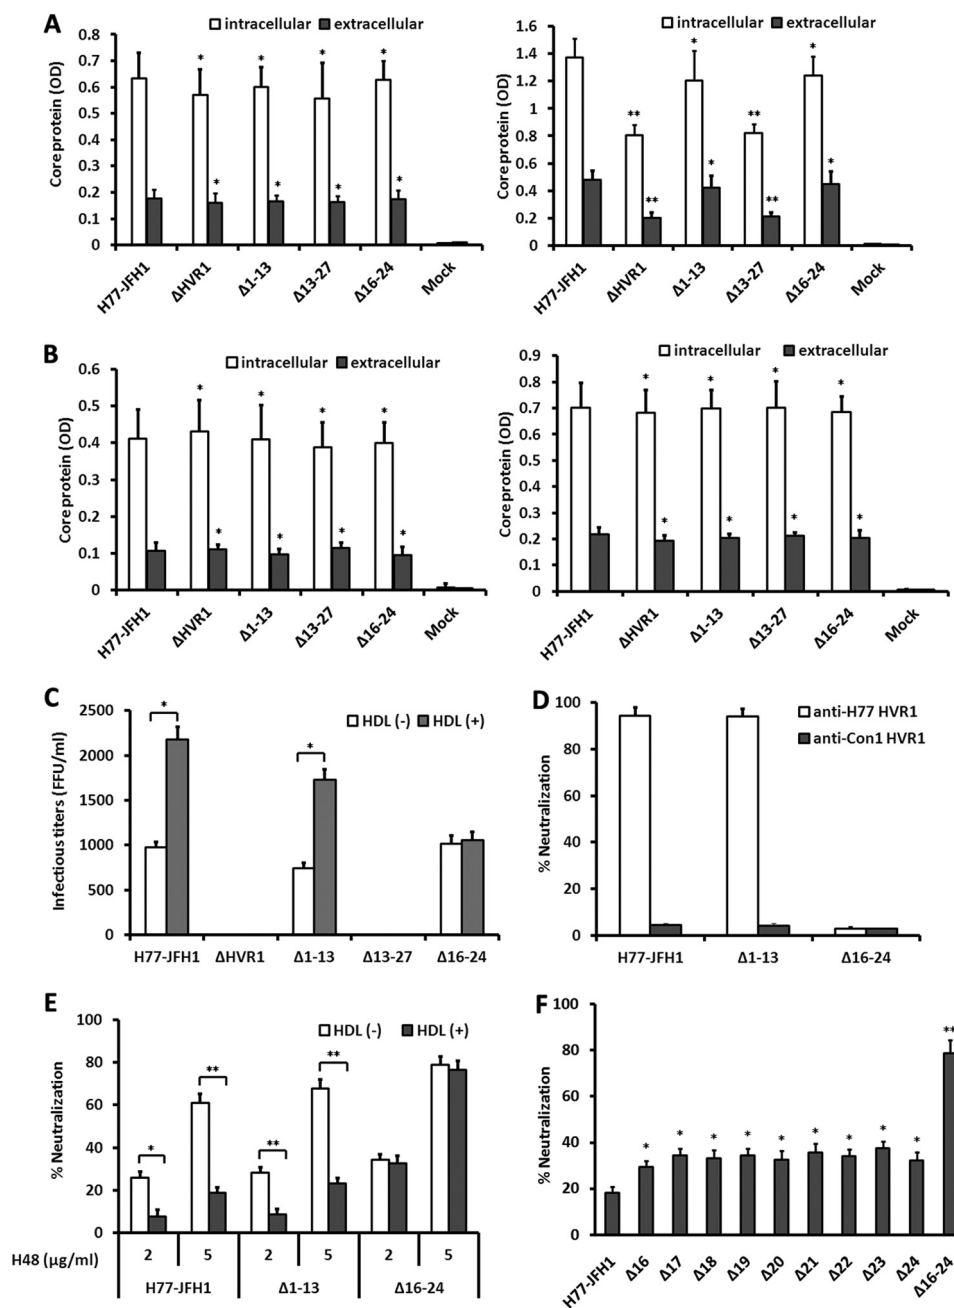 A
intracellular extracellular
Core protein (OD)
0.8
0.7
0.6
0.5
0.4
0.3
0.2
0.1
0
* * * *
* * * *
H77-JFH1 ΔHVR1 Δ1-13 Δ13-27 Δ16-24 Mock
intracellular extracellular
Core protein (OD)
1.6
1.4
1.2
1
0.8
0.6
0.4
0.2
0
** * ** *
** * ** *
H77-JFH1 ΔHVR1 Δ1-13 Δ13-27 Δ16-24 Mock
B
intracellular extracellular
Core protein (OD)
0.6
0.5
0.4
0.3
0.2
0.1
0
* * * *
* * * *
H77-JFH1 ΔHVR1 Δ1-13 Δ13-27 Δ16-24 Mock
intracellular extracellular
Core protein (OD)
0.9
0.8
0.7
0.6
0.5
0.4
0.3
0.2
0.1
0
* * * *
* * * *
H77-JFH1 ΔHVR1 Δ1-13 Δ13-27 Δ16-24 Mock
C
HDL (-) HDL (+)
Infectious titers (FFU/ml)
2500
2000
1500
1000
500
0
* *
H77-JFH1 ΔHVR1 Δ1-13 Δ13-27 Δ16-24
D
anti-H77 HVR1
anti-Con1 HVR1
% Neutralization
100
80
60
40
20
0
H77-JFH1 Δ1-13 Δ16-24
E
HDL (-) HDL (+)
% Neutralization
100
80
60
40
20
0
* ** ** **
H48 (μg/ml) 2 5 2 5 2 5
H77-JFH1 Δ1-13 Δ16-24
F
% Neutralization
100
80
60
40
20
0
* * * * * * * * * **
H77-JFH1 Δ16 Δ17 Δ18 Δ19 Δ20 Δ21 Δ22 Δ23 Δ24 Δ16-24